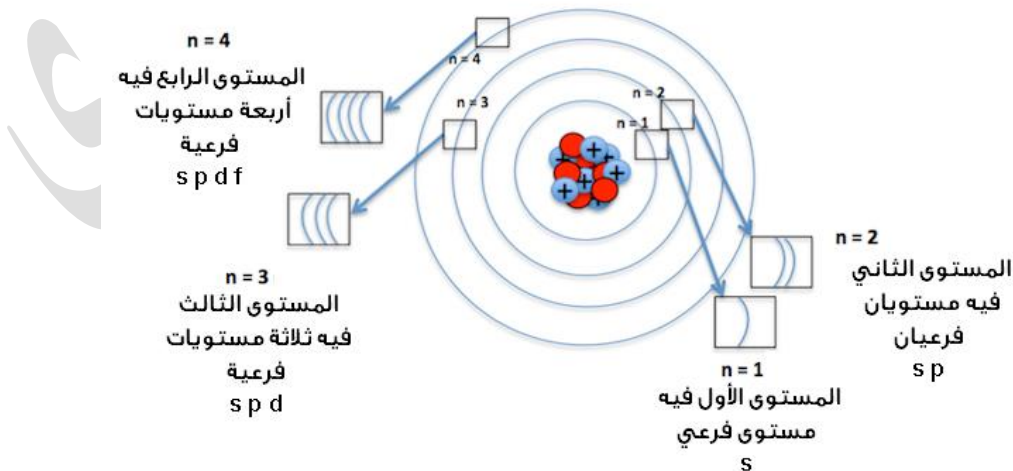 n = 4
المستوى الرابع فيه
أربعة مستويات
فرعية
s p d f
n = 3
المستوى الثالث
فيه ثلاثة مستويات
فرعية
s p d
n = 4
n = 3
n = 2
n = 1
+ + + + + + +
n = 2
المستوى الثاني
فيه مستويان
فرعيان
s p
n = 1
المستوى الأول فيه
مستوى فرعي
s